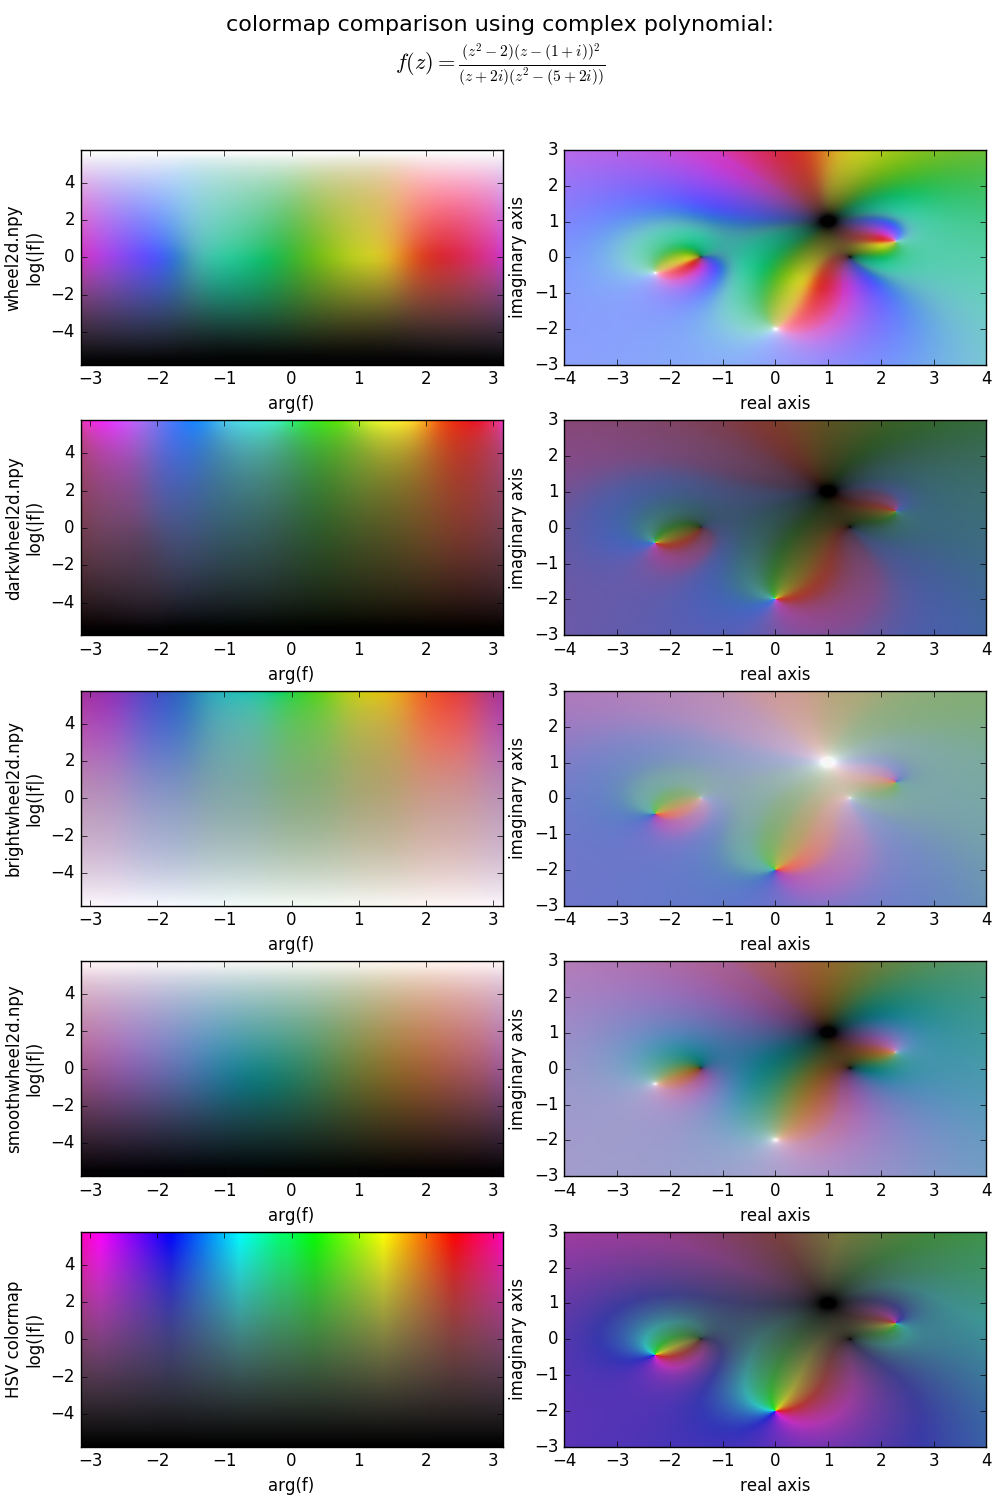 colormap comparison using complex polynomial:
f(z) = (z² − 2)(z − (1 + i))² / (z + 2i)(z² − (5 + 2i))
wheel2d.npy
log(|f|)
4
2
0
−2
−4
−3 −2 −1 0 1 2 3
arg(f)
imaginary axis
3
2
1
0
−1
−2
−3
−4 −3 −2 −1 0 1 2 3 4
real axis
darkwheel2d.npy
log(|f|)
4
2
0
−2
−4
−3 −2 −1 0 1 2 3
arg(f)
imaginary axis
3
2
1
0
−1
−2
−3
−4 −3 −2 −1 0 1 2 3 4
real axis
brightwheel2d.npy
log(|f|)
4
2
0
−2
−4
−3 −2 −1 0 1 2 3
arg(f)
imaginary axis
3
2
1
0
−1
−2
−3
−4 −3 −2 −1 0 1 2 3 4
real axis
smoothwheel2d.npy
log(|f|)
4
2
0
−2
−4
−3 −2 −1 0 1 2 3
arg(f)
imaginary axis
3
2
1
0
−1
−2
−3
−4 −3 −2 −1 0 1 2 3 4
real axis
HSV colormap
log(|f|)
4
2
0
−2
−4
−3 −2 −1 0 1 2 3
arg(f)
imaginary axis
3
2
1
0
−1
−2
−3
−4 −3 −2 −1 0 1 2 3 4
real axis